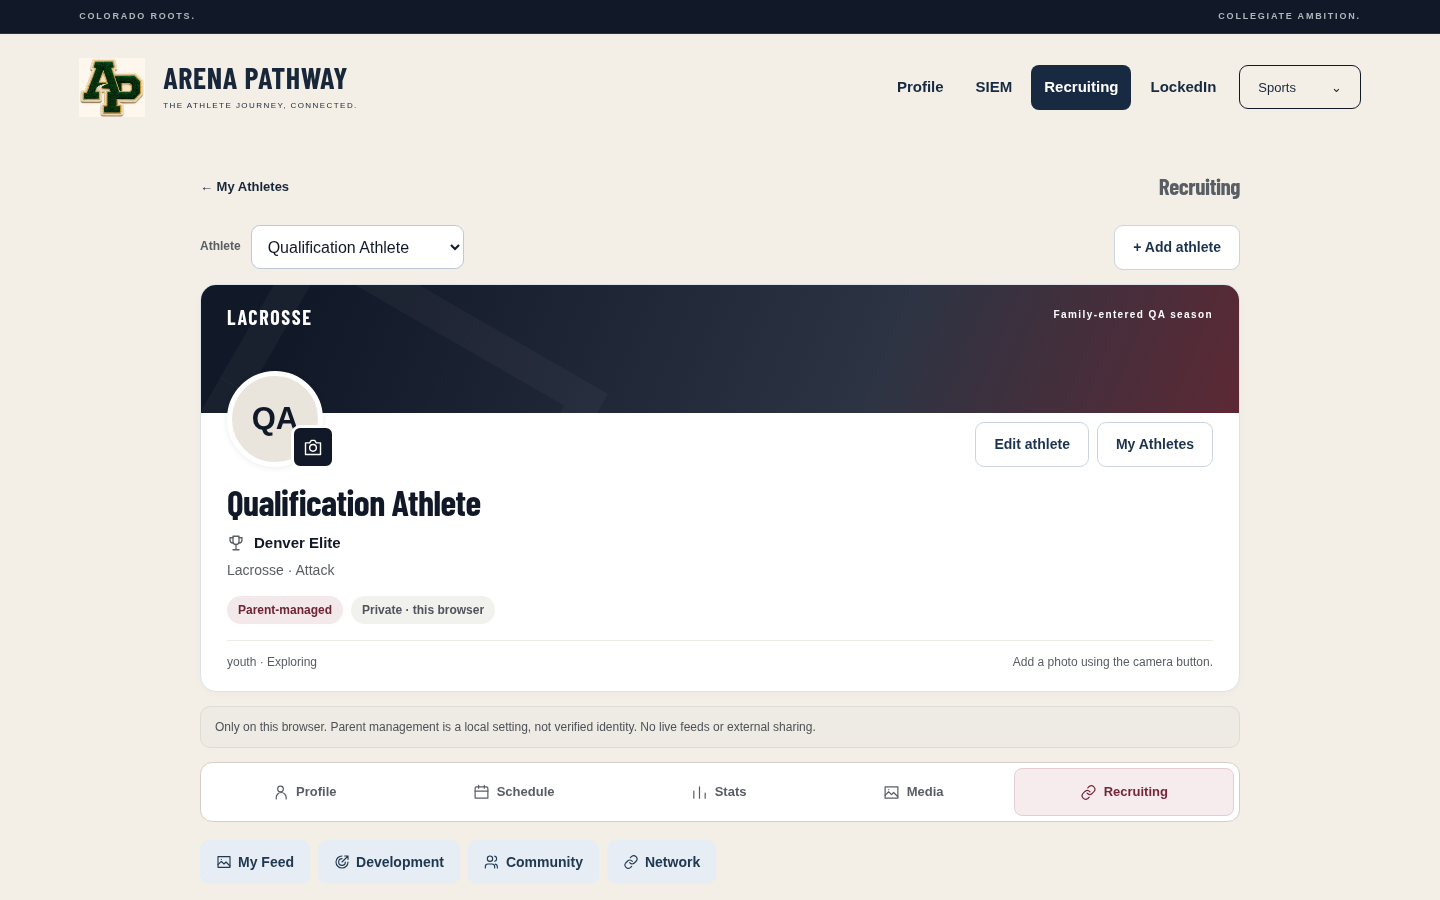 COLORADO ROOTS.
COLLEGIATE AMBITION.
AP
ARENA PATHWAY
THE ATHLETE JOURNEY, CONNECTED.
Profile
SIEM
Recruiting
LockedIn
Sports
← My Athletes
Recruiting
Athlete
Qualification Athlete
+ Add athlete
LACROSSE
Family-entered QA season
QA
Edit athlete
My Athletes
Qualification Athlete
Denver Elite
Lacrosse · Attack
Parent-managed
Private · this browser
youth · Exploring
Add a photo using the camera button.
Only on this browser. Parent management is a local setting, not verified identity. No live feeds or external sharing.
Profile
Schedule
Stats
Media
Recruiting
My Feed
Development
Community
Network